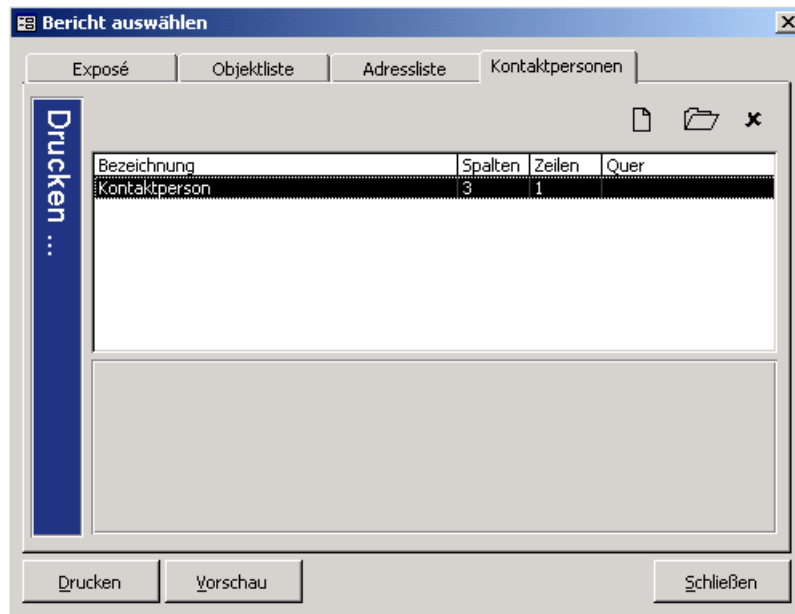 Bericht auswählen
Exposé Objektliste Adressliste Kontaktpersonen
Drucken ...
Bezeichnung Spalten Zeilen Quer
Kontaktperson 3 1
Drucken Vorschau Schließen